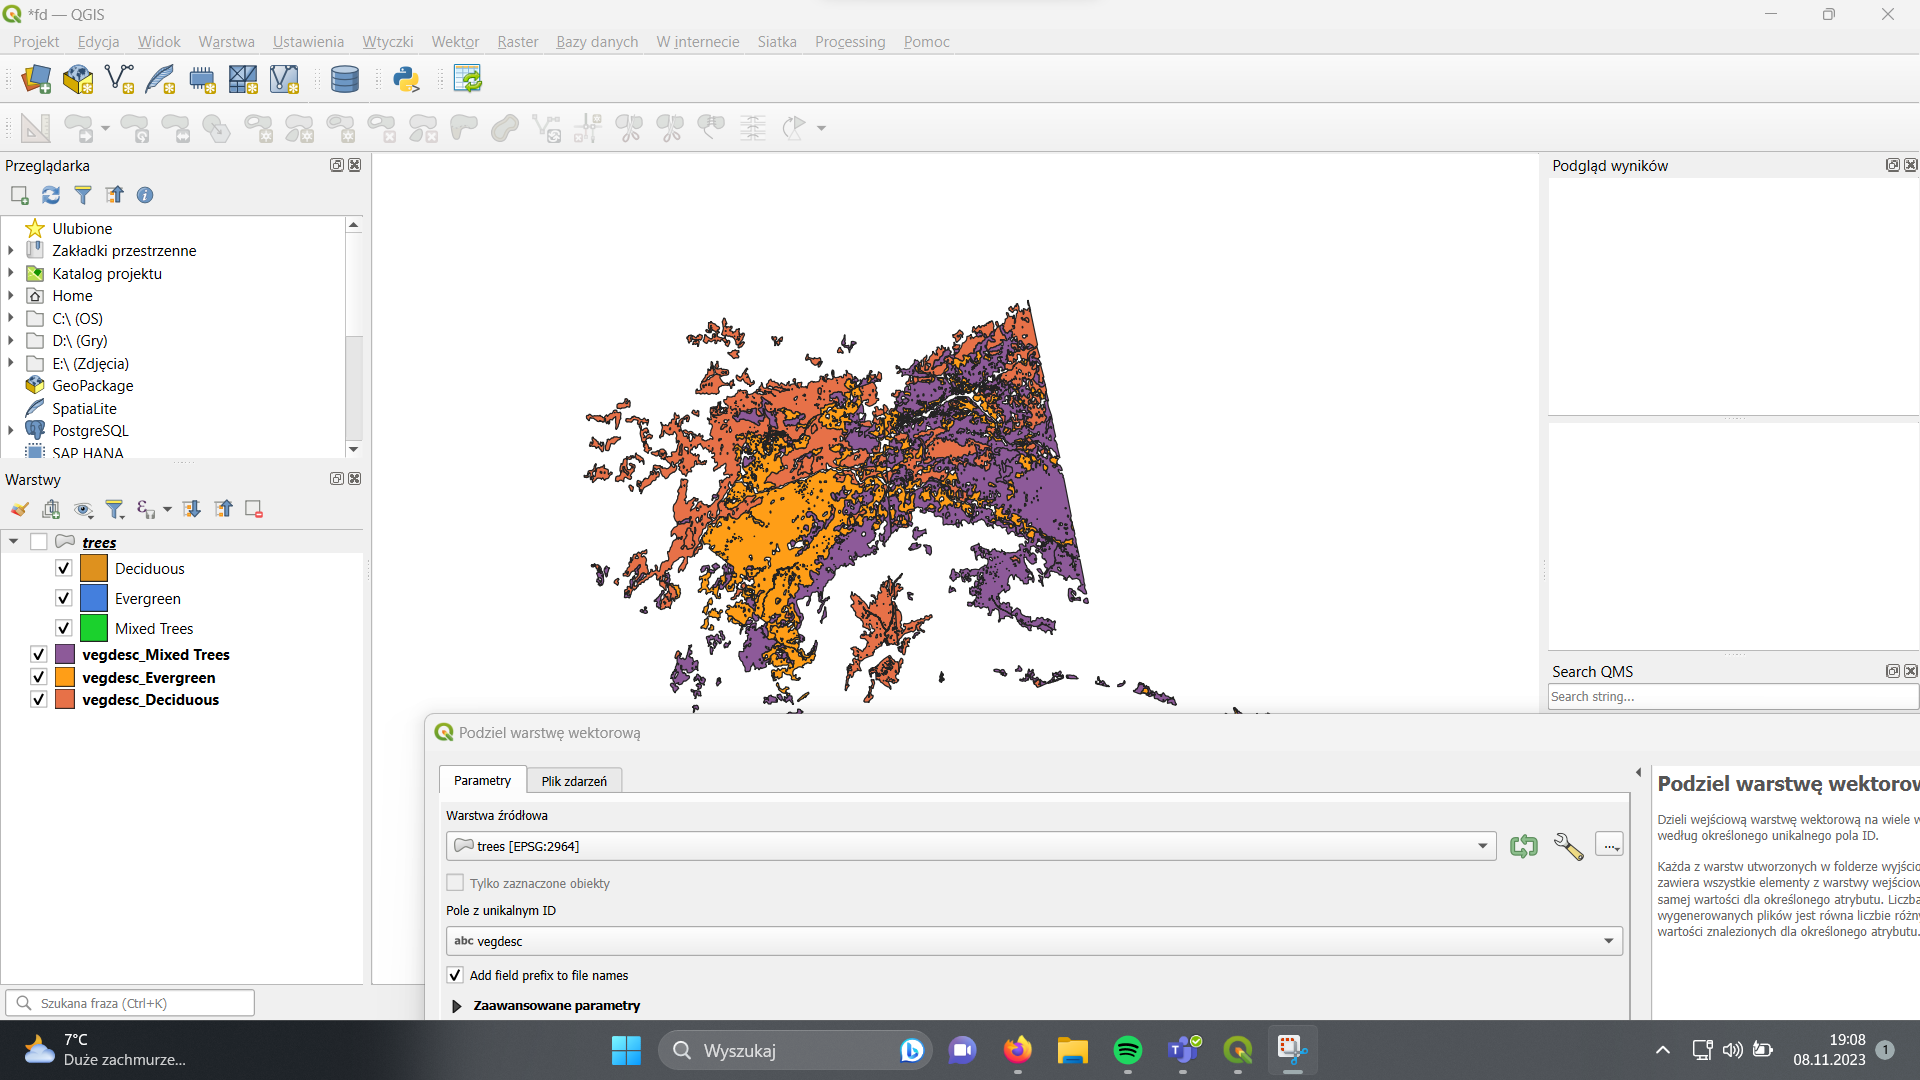 *fd — QGIS
Projekt Edycja Widok Warstwa Ustawienia Wtyczki Wektor Raster Bazy danych W internecie Siatka Processing Pomoc
Przeglądarka
Ulubione
Zakładki przestrzenne
Katalog projektu
Home
C:\ (OS)
D:\ (Gry)
E:\ (Zdjęcia)
GeoPackage
SpatiaLite
PostgreSQL
SAP HANA
Warstwy
trees
Deciduous
Evergreen
Mixed Trees
vegdesc_Mixed Trees
vegdesc_Evergreen
vegdesc_Deciduous
Szukana fraza (Ctrl+K)
Podgląd wyników
Search QMS
Search string...
Podziel warstwę wektorową
Parametry Plik zdarzeń
Warstwa źródłowa
trees [EPSG:2964]
...
Tylko zaznaczone obiekty
Pole z unikalnym ID
abc vegdesc
Add field prefix to file names
Zaawansowane parametry
Podziel warstwę wektorow
Dzieli wejściową warstwę wektorową na wiele w
według określonego unikalnego pola ID.
Każda z warstw utworzonych w folderze wyjścio
zawiera wszystkie elementy z warstwy wejściow
samej wartości dla określonego atrybutu. Liczba
wygenerowanych plików jest równa liczbie różny
wartości znalezionych dla określonego atrybutu.
7°C
Duże zachmurze...
Wyszukaj
19:08
08.11.2023
1